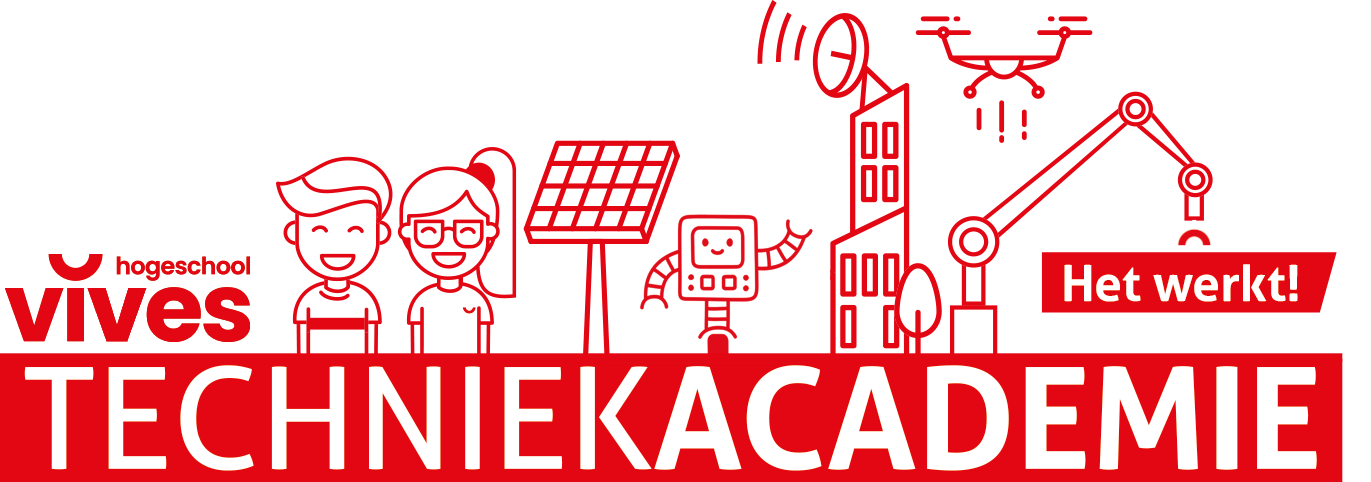 hogeschool
vives
Het werkt!
TECHNIEKACADEMIE